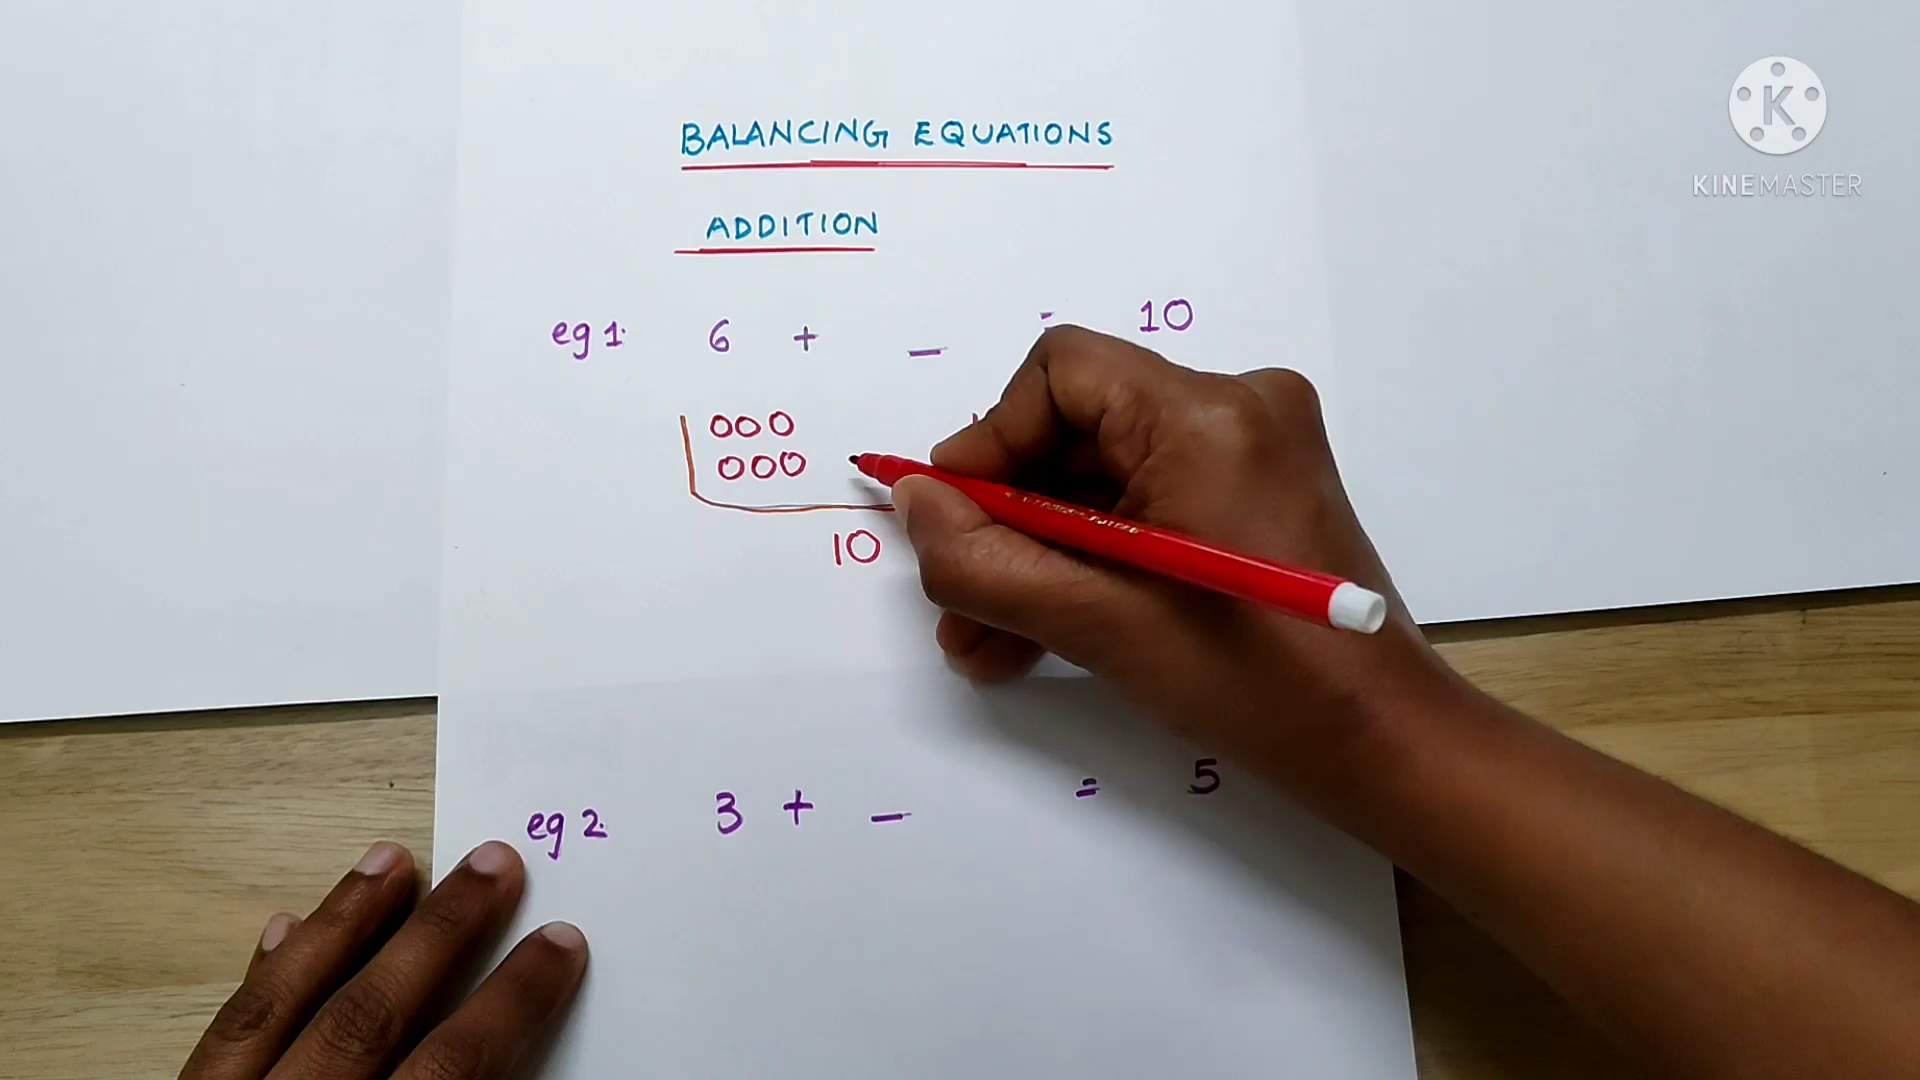 BALANCING EQUATIONS
ADDITION
eg 1. 6 + _ = 10
000
000
10
eg 2. 3 + _ = 5
K
KINEMASTER